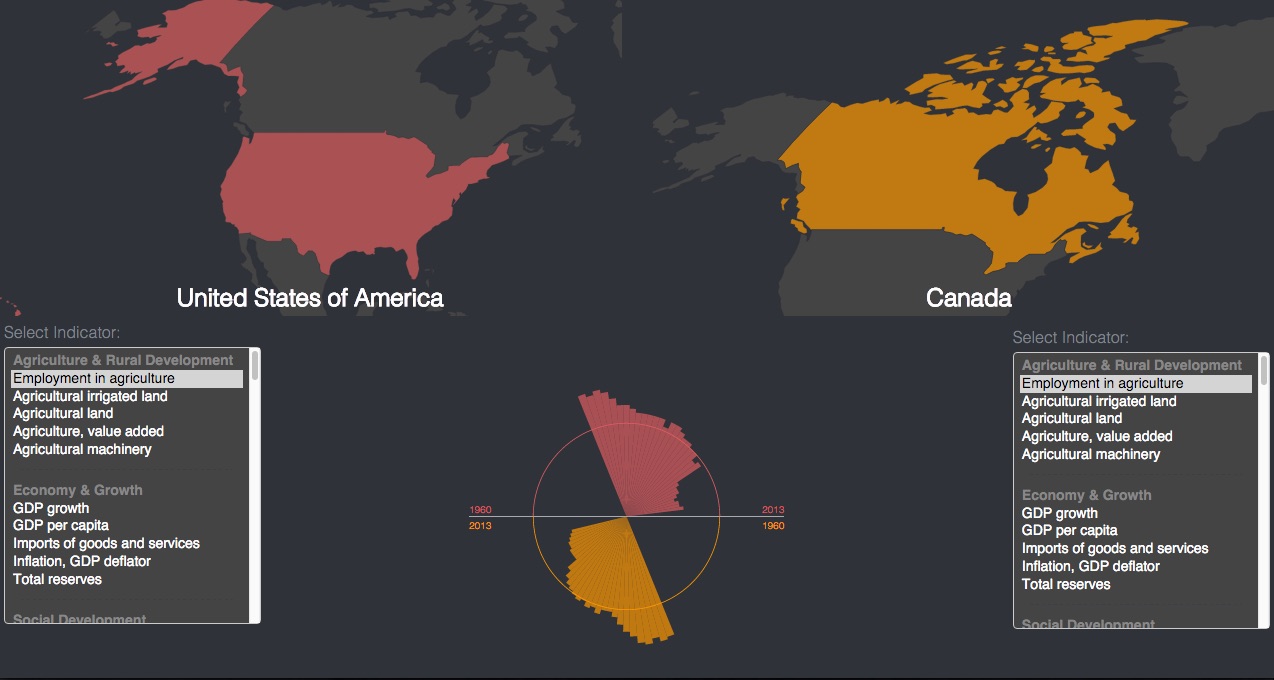 United States of America
Canada
Select Indicator:
Agriculture & Rural Development
Employment in agriculture
Agricultural irrigated land
Agricultural land
Agriculture, value added
Agricultural machinery
Economy & Growth
GDP growth
GDP per capita
Imports of goods and services
Inflation, GDP deflator
Total reserves
Social Development
1960
2013
2013
1960
Select Indicator:
Agriculture & Rural Development
Employment in agriculture
Agricultural irrigated land
Agricultural land
Agriculture, value added
Agricultural machinery
Economy & Growth
GDP growth
GDP per capita
Imports of goods and services
Inflation, GDP deflator
Total reserves
Social Development